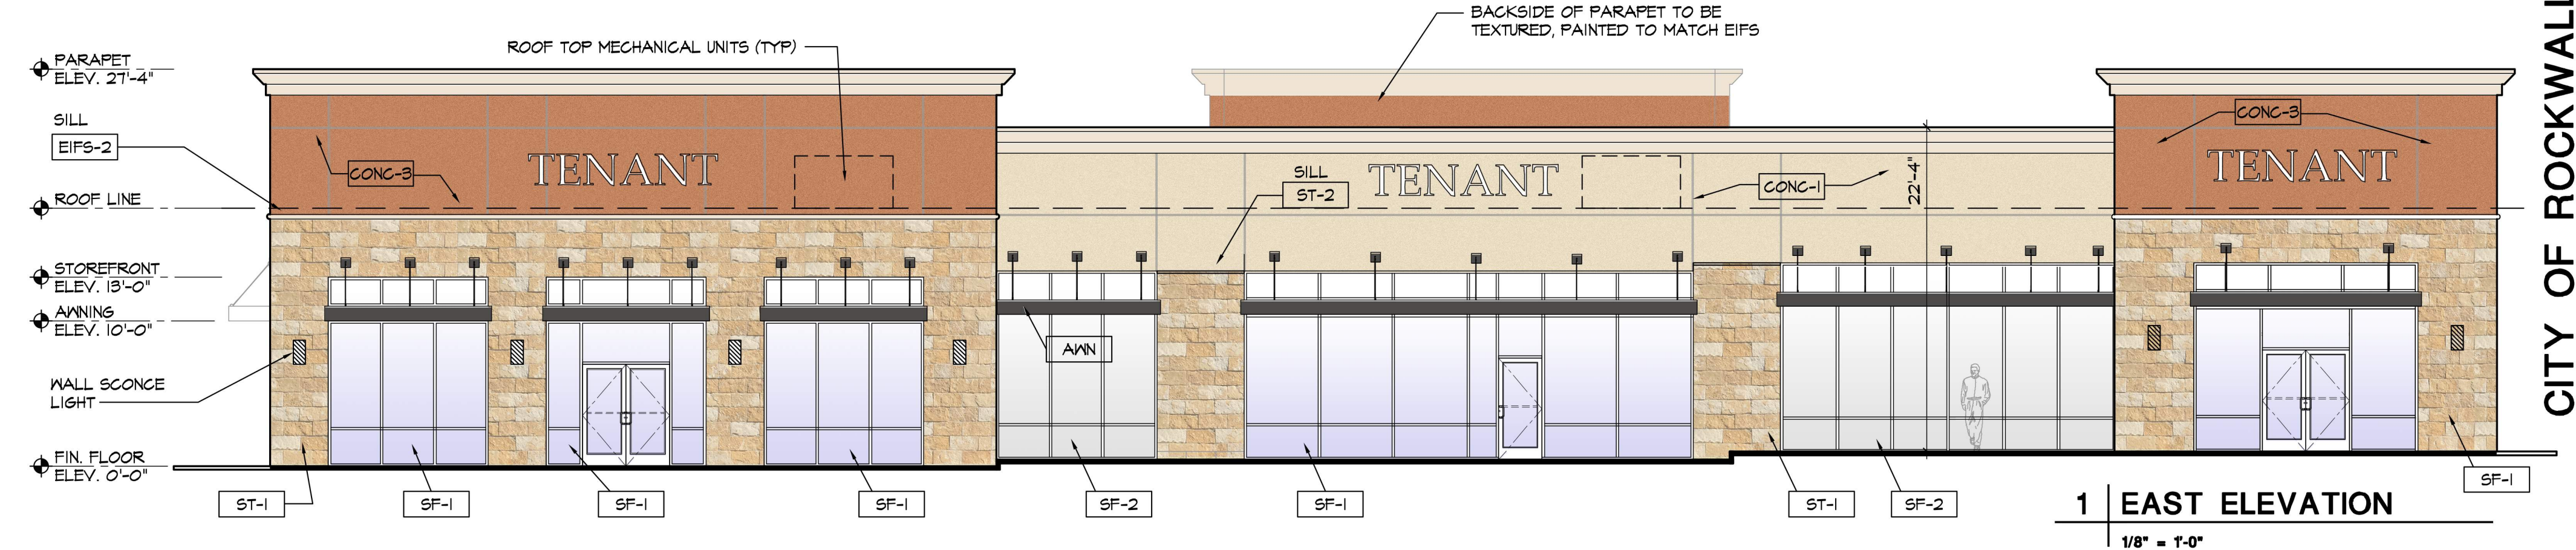 BACKSIDE OF PARAPET TO BE
TEXTURED, PAINTED TO MATCH EIFS
ROOF TOP MECHANICAL UNITS (TYP)
PARAPET
ELEV. 27'-4"
SILL
EIFS-2
CONC-3
TENANT
ROOF LINE
STOREFRONT
ELEV. 13'-0"
AWNING
ELEV. 10'-0"
WALL SCONCE
LIGHT
FIN. FLOOR
ELEV. 0'-0"
SILL
ST-2
TENANT
CONC-1
22'-4"
CONC-3
TENANT
AWN
ST-1
SF-1
SF-1
SF-1
SF-2
SF-1
ST-1
SF-2
SF-1
1 EAST ELEVATION
1/8" = 1'-0"
CITY OF ROCKWALL